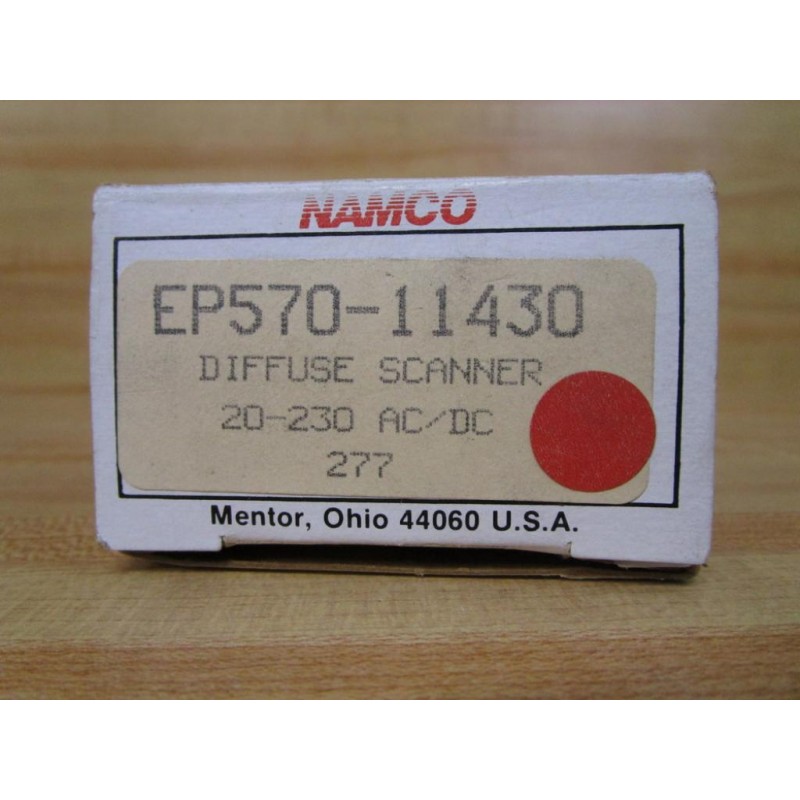 NAMCO
EP570-11430
DIFFUSE SCANNER
20-230 AC/DC
277
Mentor, Ohio 44060 U.S.A.